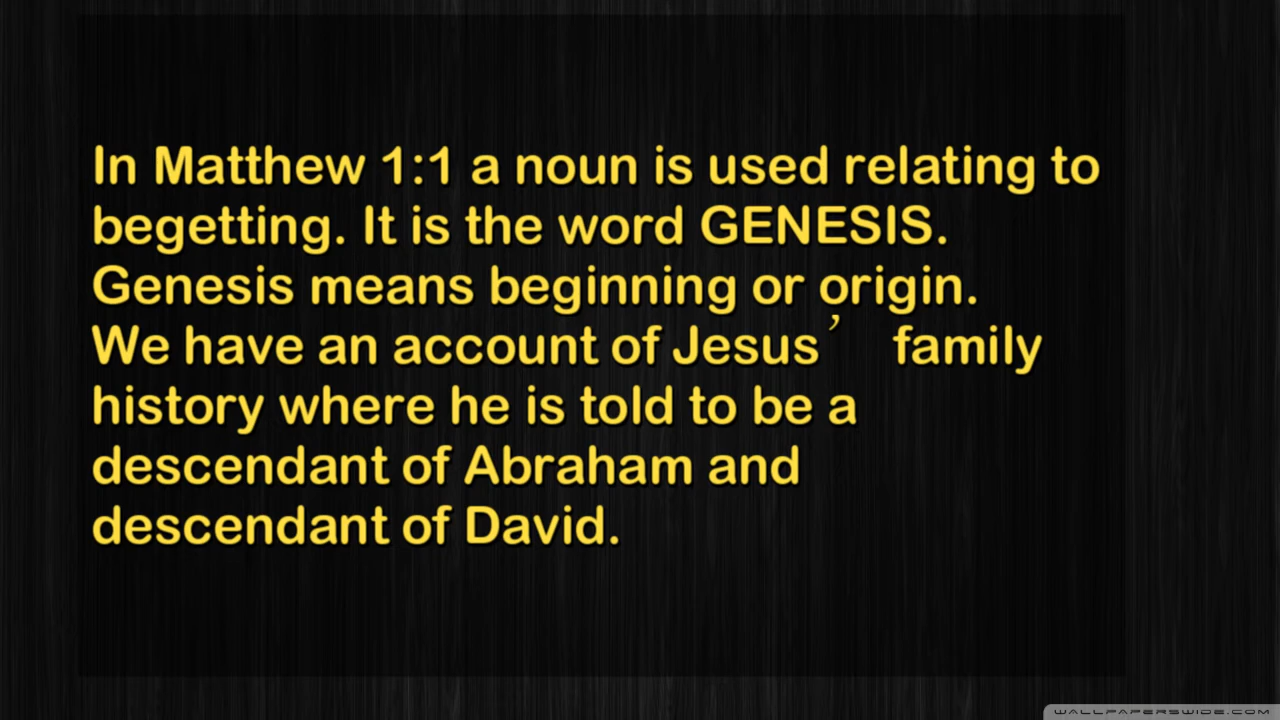 In Matthew 1:1 a noun is used relating to
begetting. It is the word GENESIS.
Genesis means beginning or origin.
We have an account of Jesus’ family
history where he is told to be a
descendant of Abraham and
descendant of David.
WALLPAPERSWIDE.COM